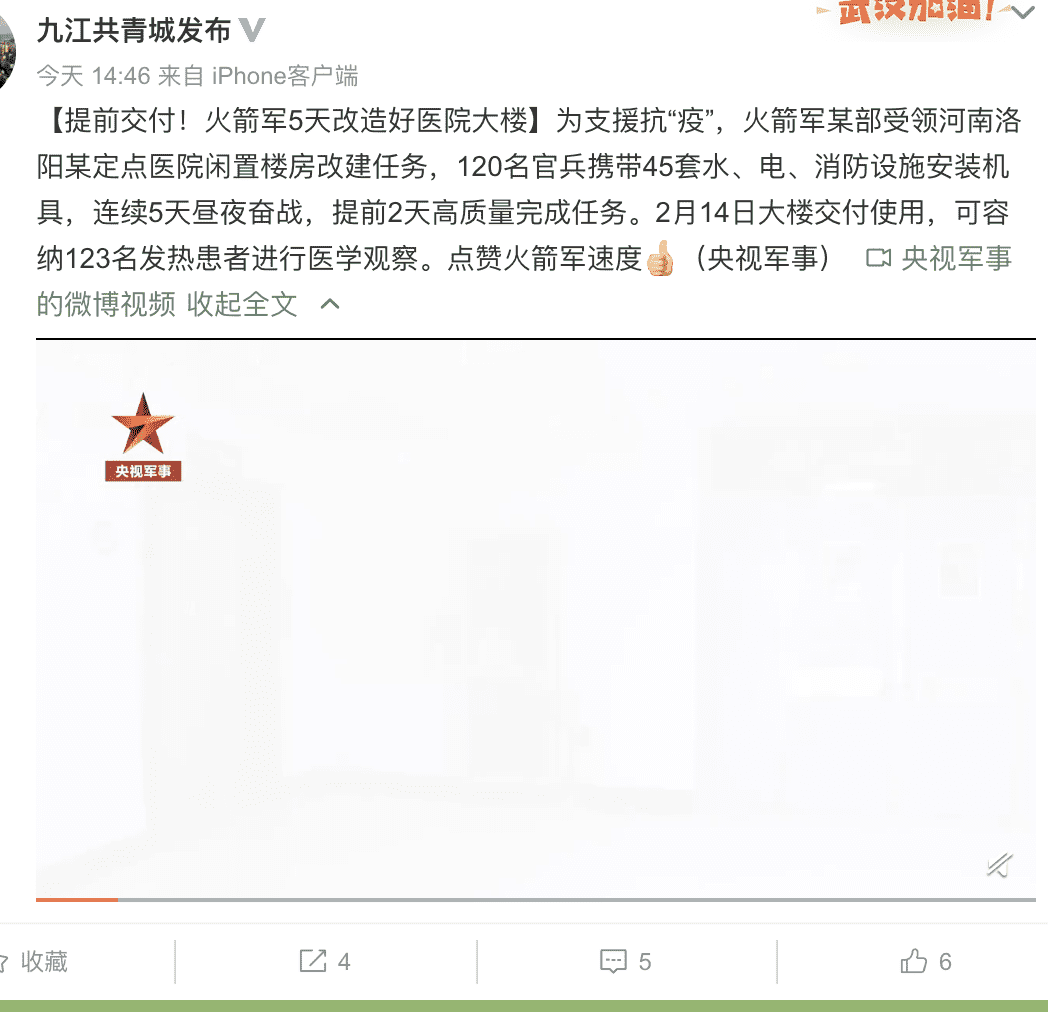 武汉加油!
九江共青城发布
今天 14:46 来自 iPhone客户端
【提前交付！火箭军5天改造好医院大楼】为支援抗“疫”，火箭军某部受领河南洛
阳某定点医院闲置楼房改建任务，120名官兵携带45套水、电、消防设施安装机
具，连续5天昼夜奋战，提前2天高质量完成任务。2月14日大楼交付使用，可容
纳123名发热患者进行医学观察。点赞火箭军速度👍（央视军事） 央视军事
的微博视频 收起全文
央视军事
收藏 4 5 6